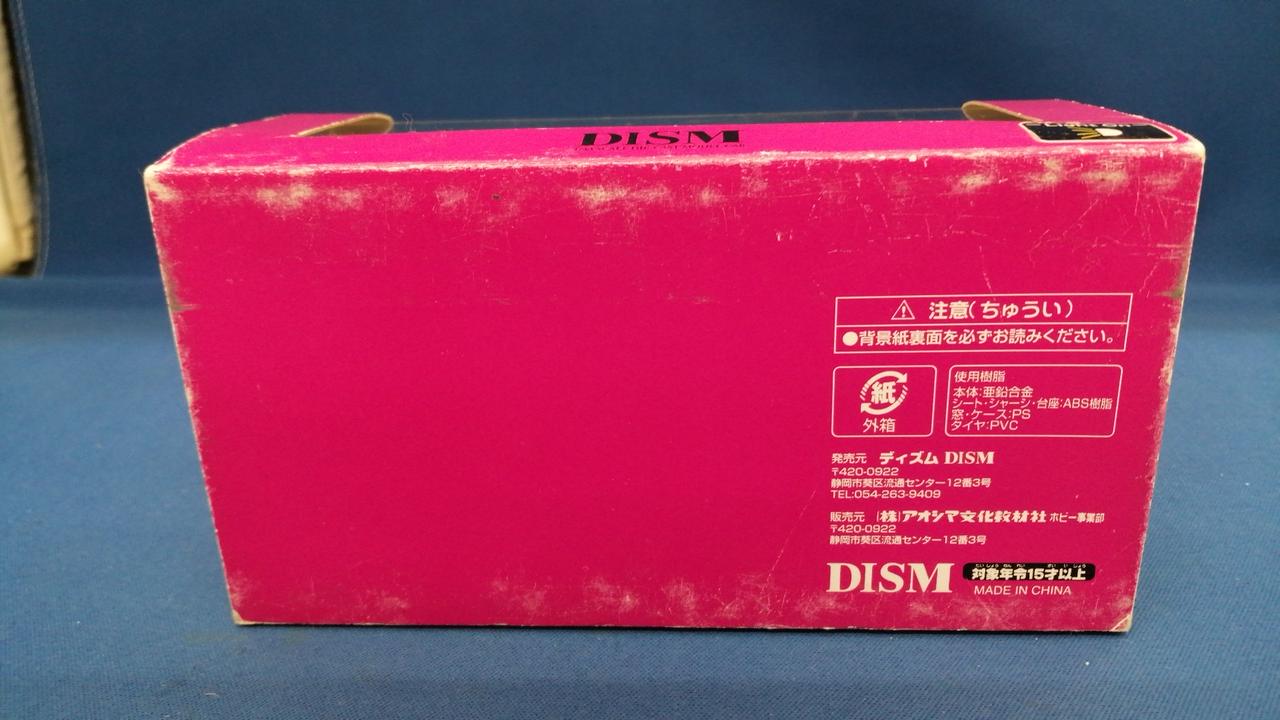 DISM
注意(ちゅうい)
●背景紙裏面を必ずお読みください。
紙
外箱
使用樹脂
本体:亜鉛合金
シート・シャーシ・台座:ABS樹脂
窓・ケース:PS
タイヤ:PVC
発売元 ディズム DISM
〒420-0922
静岡市葵区流通センター12番3号
TEL:054-263-9409
販売元 (株)アオシマ文化教材社 ホビー事業部
〒420-0922
静岡市葵区流通センター12番3号
DISM 対象年令15才以上
MADE IN CHINA